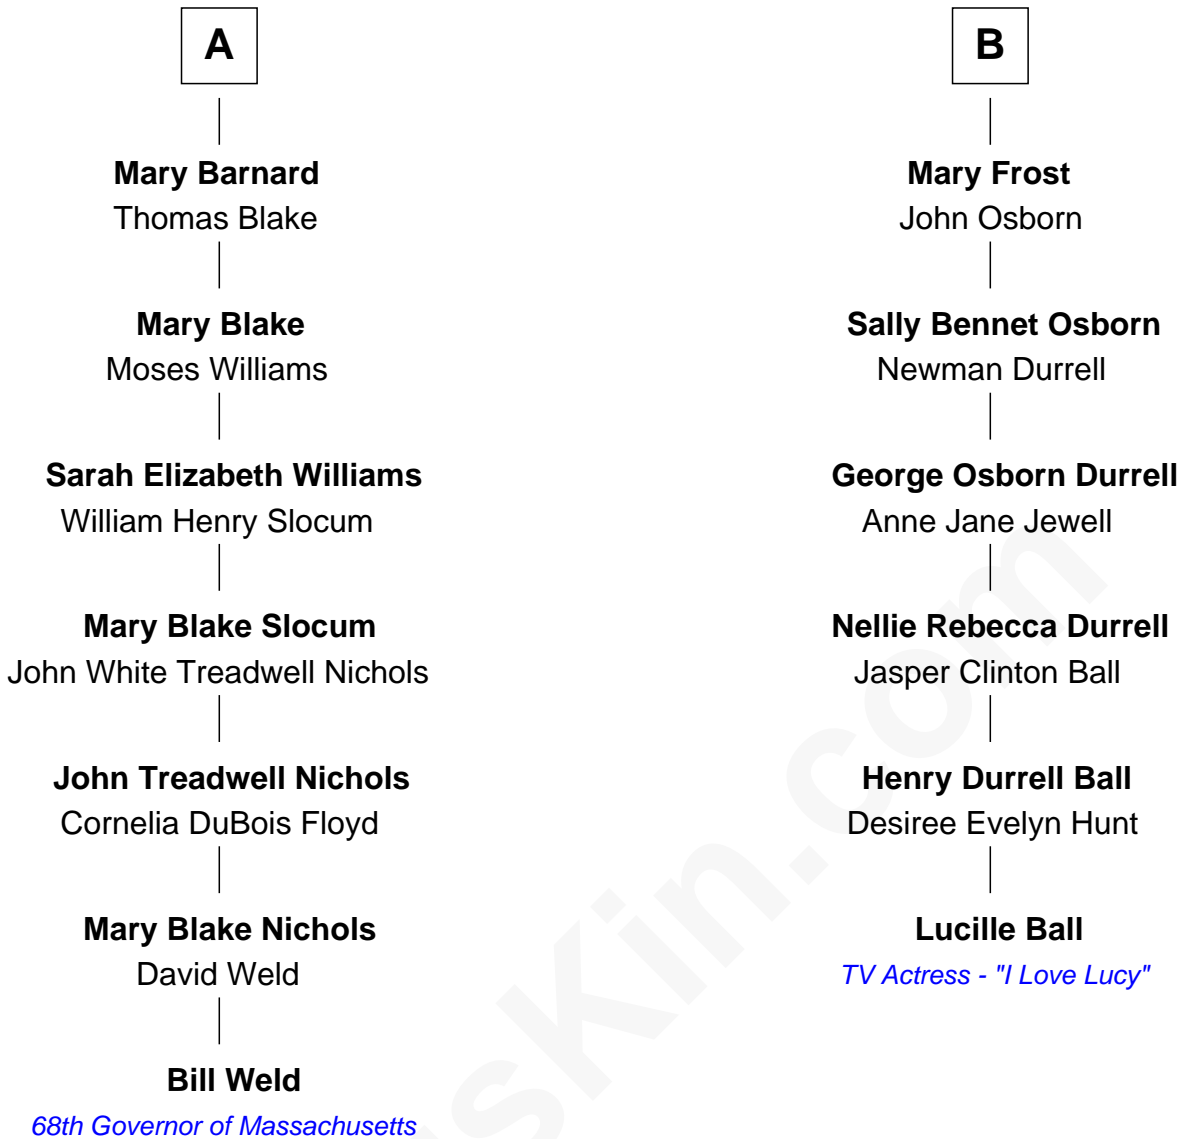 A
Mary Barnard
Thomas Blake
Mary Blake
Moses Williams
Sarah Elizabeth Williams
William Henry Slocum
Mary Blake Slocum
John White Treadwell Nichols
John Treadwell Nichols
Cornelia DuBois Floyd
Mary Blake Nichols
David Weld
Bill Weld
68th Governor of Massachusetts
B
Mary Frost
John Osborn
Sally Bennet Osborn
Newman Durrell
George Osborn Durrell
Anne Jane Jewell
Nellie Rebecca Durrell
Jasper Clinton Ball
Henry Durrell Ball
Desiree Evelyn Hunt
Lucille Ball
TV Actress - "I Love Lucy"
usKin.com